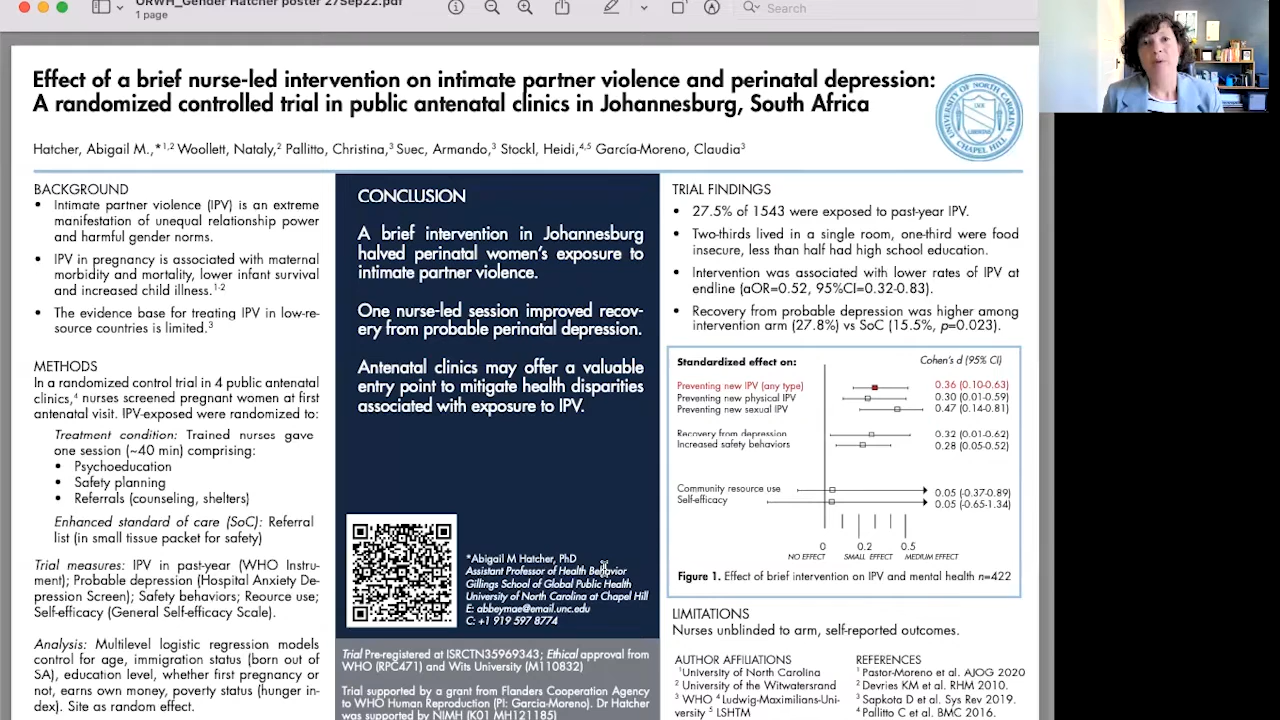 ORWH_Gender Hatcher poster 27Sep22.pdf
1 page
Search
Effect of a brief nurse-led intervention on intimate partner violence and perinatal depression:
A randomized controlled trial in public antenatal clinics in Johannesburg, South Africa
UNIVERSITY OF NORTH CAROLINA
CHAPEL HILL
Hatcher, Abigail M.,*1,2 Woollett, Nataly,2 Pallitto, Christina,3 Suec, Armando,3 Stockl, Heidi,4,5 García-Moreno, Claudia3
BACKGROUND
• Intimate partner violence (IPV) is an extreme
manifestation of unequal relationship power
and harmful gender norms.
• IPV in pregnancy is associated with maternal
morbidity and mortality, lower infant survival
and increased child illness.1-2
• The evidence base for treating IPV in low-re-
source countries is limited.3
METHODS
In a randomized control trial in 4 public antenatal
clinics,4 nurses screened pregnant women at first
antenatal visit. IPV-exposed were randomized to:
Treatment condition: Trained nurses gave
one session (~40 min) comprising:
• Psychoeducation
• Safety planning
• Referrals (counseling, shelters)
Enhanced standard of care (SoC): Referral
list (in small tissue packet for safety)
Trial measures: IPV in past-year (WHO Instru-
ment); Probable depression (Hospital Anxiety De-
pression Screen); Safety behaviors; Reource use;
Self-efficacy (General Self-efficacy Scale).
Analysis: Multilevel logistic regression models
control for age, immigration status (born out of
SA), education level, whether first pregnancy or
not, earns own money, poverty status (hunger in-
dex). Site as random effect.
CONCLUSION
A brief intervention in Johannesburg
halved perinatal women's exposure to
intimate partner violence.
One nurse-led session improved recov-
ery from probable perinatal depression.
Antenatal clinics may offer a valuable
entry point to mitigate health disparities
associated with exposure to IPV.
*Abigail M Hatcher, PhD
Assistant Professor of Health Behavior
Gillings School of Global Public Health
University of North Carolina at Chapel Hill
E: abbeymae@email.unc.edu
C: +1 919 597 8774
Trial Pre-registered at ISRCTN35969343; Ethical approval from
WHO (RPC471) and Wits University (M110832)
Trial supported by a grant from Flanders Cooperation Agency
to WHO Human Reproduction (PI: Garcia-Moreno). Dr Hatcher
was supported by NIMH (K01 MH121185)
TRIAL FINDINGS
• 27.5% of 1543 were exposed to past-year IPV.
• Two-thirds lived in a single room, one-third were food
insecure, less than half had high school education.
• Intervention was associated with lower rates of IPV at
endline (aOR=0.52, 95%CI=0.32-0.83).
• Recovery from probable depression was higher among
intervention arm (27.8%) vs SoC (15.5%, p=0.023).
Standardized effect on: Cohen's d (95% CI)
Preventing new IPV (any type) 0.36 (0.10-0.63)
Preventing new physical IPV 0.30 (0.01-0.59)
Preventing new sexual IPV 0.47 (0.14-0.81)
Recovery from depression 0.32 (0.01-0.62)
Increased safety behaviors 0.28 (0.05-0.52)
Community resource use 0.05 (-0.37-0.89)
Self-efficacy 0.05 (-0.65-1.34)
0 0.2 0.5
NO EFFECT SMALL EFFECT MEDIUM EFFECT
Figure 1. Effect of brief intervention on IPV and mental health n=422
LIMITATIONS
Nurses unblinded to arm, self-reported outcomes.
AUTHOR AFFILIATIONS
1University of North Carolina
2 University of the Witwatersrand
3 WHO 4 Ludwig-Maximilians-Uni-
versity 5 LSHTM
REFERENCES
1 Pastor-Moreno et al. AJOG 2020
2 Devries KM et al. RHM 2010.
3 Sapkota D et al. Sys Rev 2019.
4 Pallitto C et al. BMC 2016.